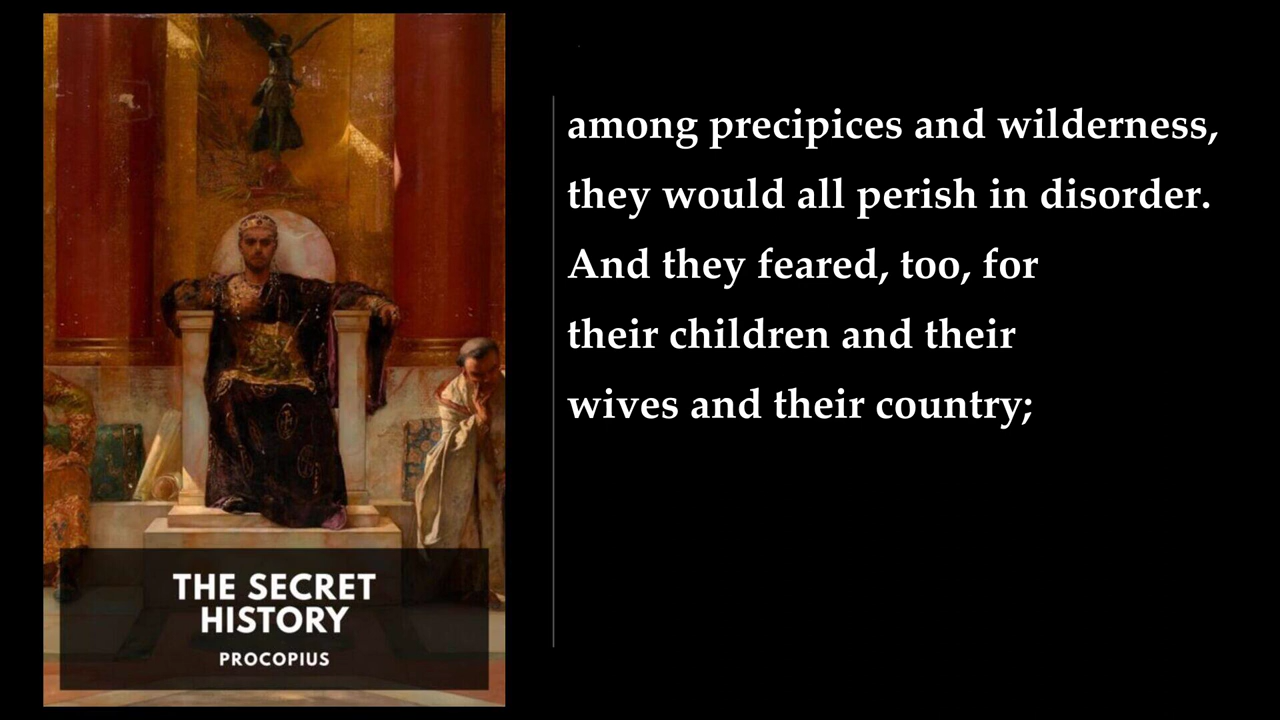 among precipices and wilderness,
they would all perish in disorder.
And they feared, too, for
their children and their
wives and their country;
THE SECRET
HISTORY
PROCOPIUS